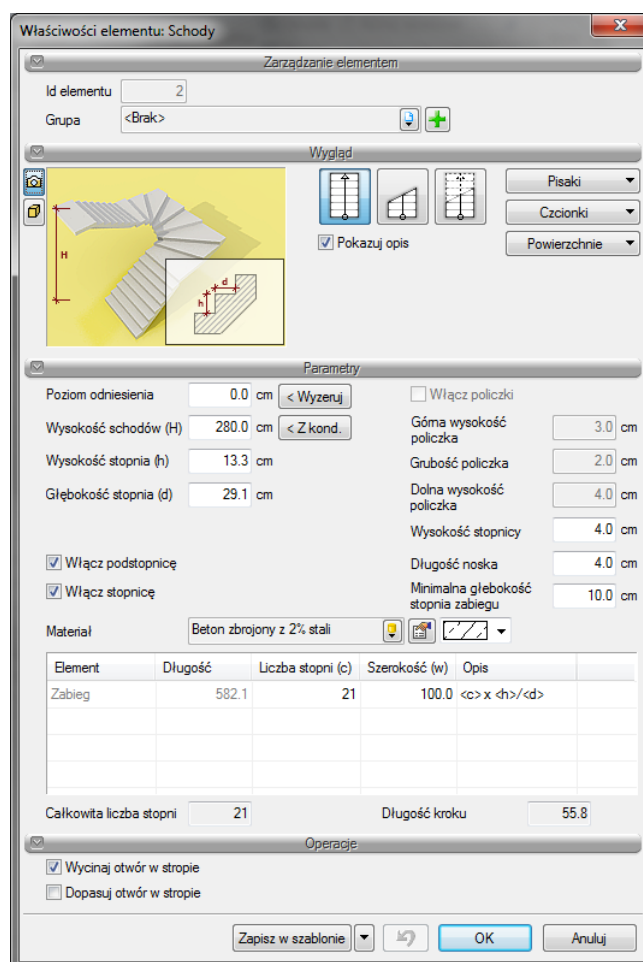 Właściwości elementu: Schody
Zarządzanie elementem
Id elementu 2
Grupa <Brak>
Wygląd
H
d
h
Pokazuj opis
Pisaki
Czcionki
Powierzchnie
Parametry
Poziom odniesienia 0.0 cm < Wyzeruj
Wysokość schodów (H) 280.0 cm < Z kond.
Wysokość stopnia (h) 13.3 cm
Głębokość stopnia (d) 29.1 cm
Włącz podstopnicę
Włącz stopnicę
Włącz policzki
Górna wysokość
policzka 3.0 cm
Grubość policzka 2.0 cm
Dolna wysokość
policzka 4.0 cm
Wysokość stopnicy 4.0 cm
Długość noska 4.0 cm
Minimalna głębokość
stopnia zabiegu 10.0 cm
Materiał Beton zbrojony z 2% stali
Element Długość Liczba stopni (c) Szerokość (w) Opis
Zabieg 582.1 21 100.0 <c> x <h>/<d>
Całkowita liczba stopni 21 Długość kroku 55.8
Operacje
Wycinaj otwór w stropie
Dopasuj otwór w stropie
Zapisz w szablonie OK Anuluj